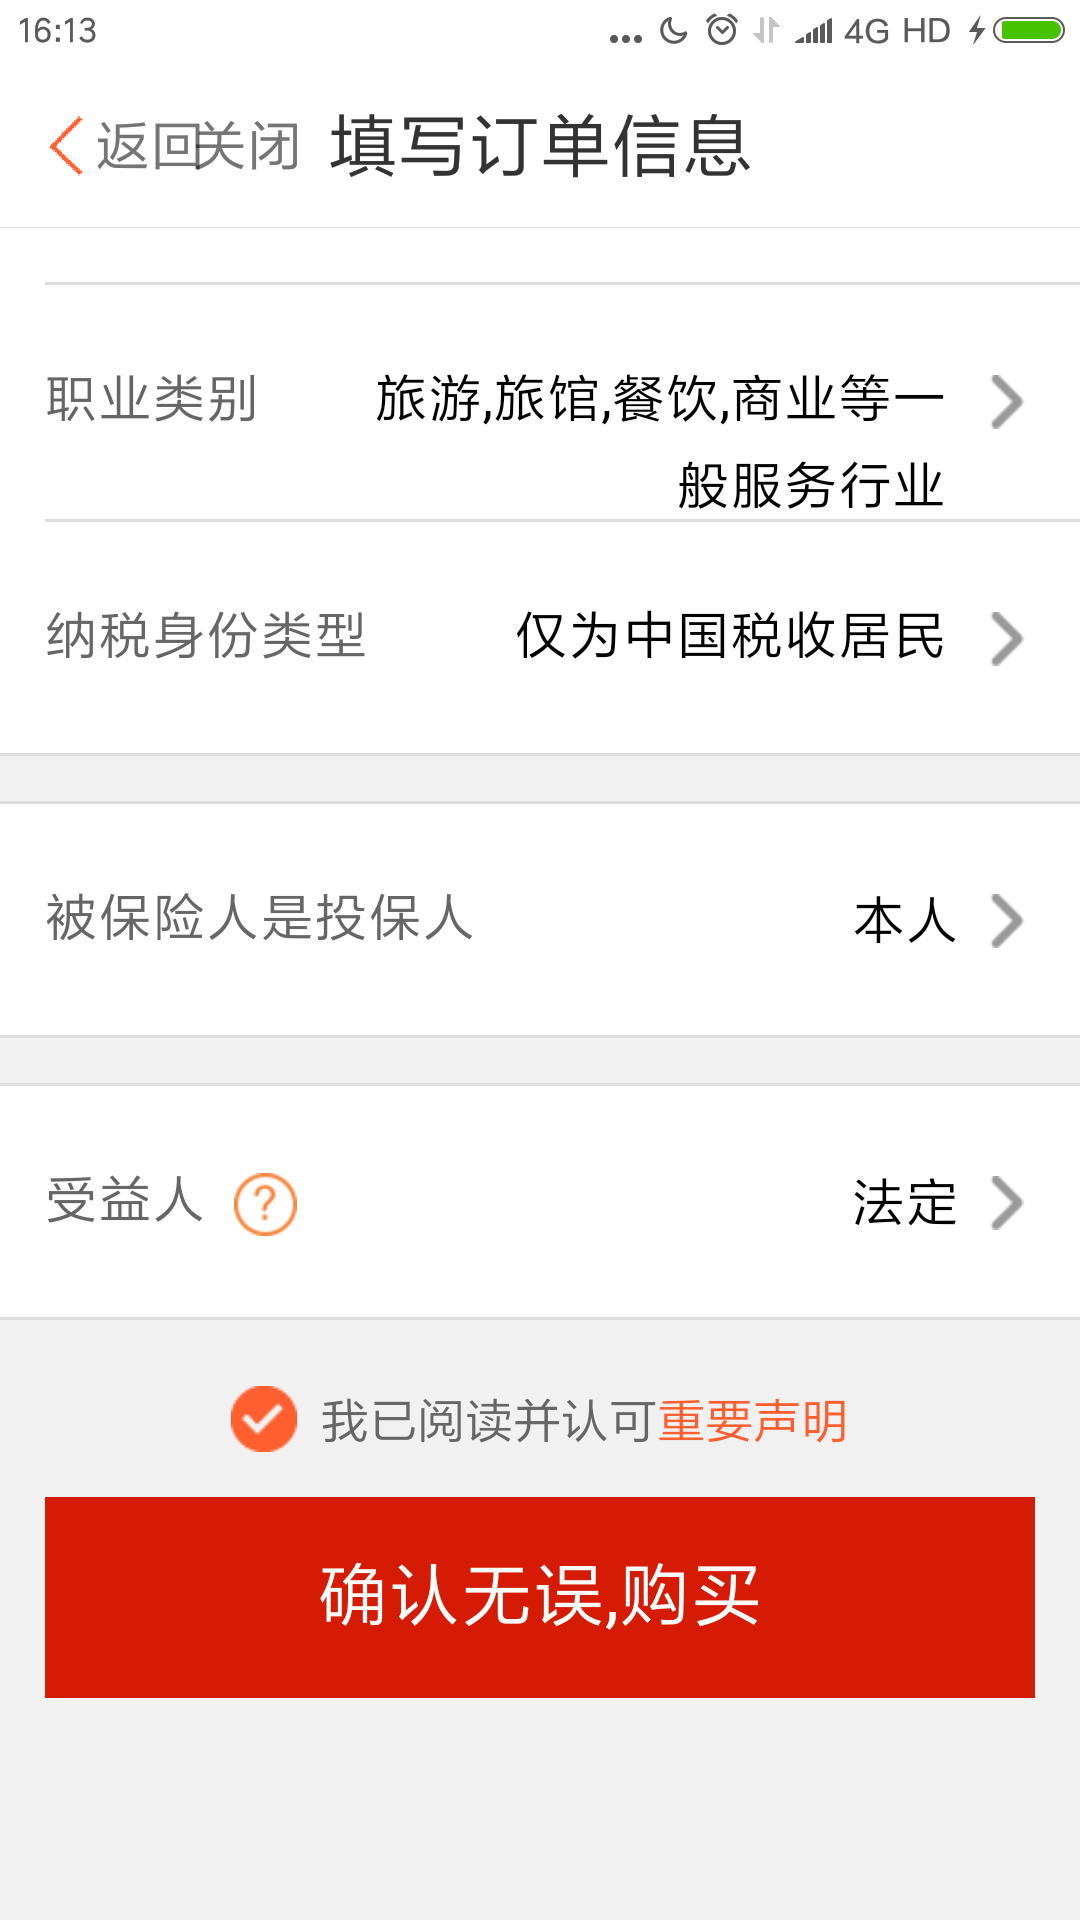 16:13 4G HD
返回关闭 填写订单信息
职业类别 旅游,旅馆,餐饮,商业等一
般服务行业
纳税身份类型 仅为中国税收居民
被保险人是投保人 本人
受益人 ? 法定
我已阅读并认可重要声明
确认无误,购买